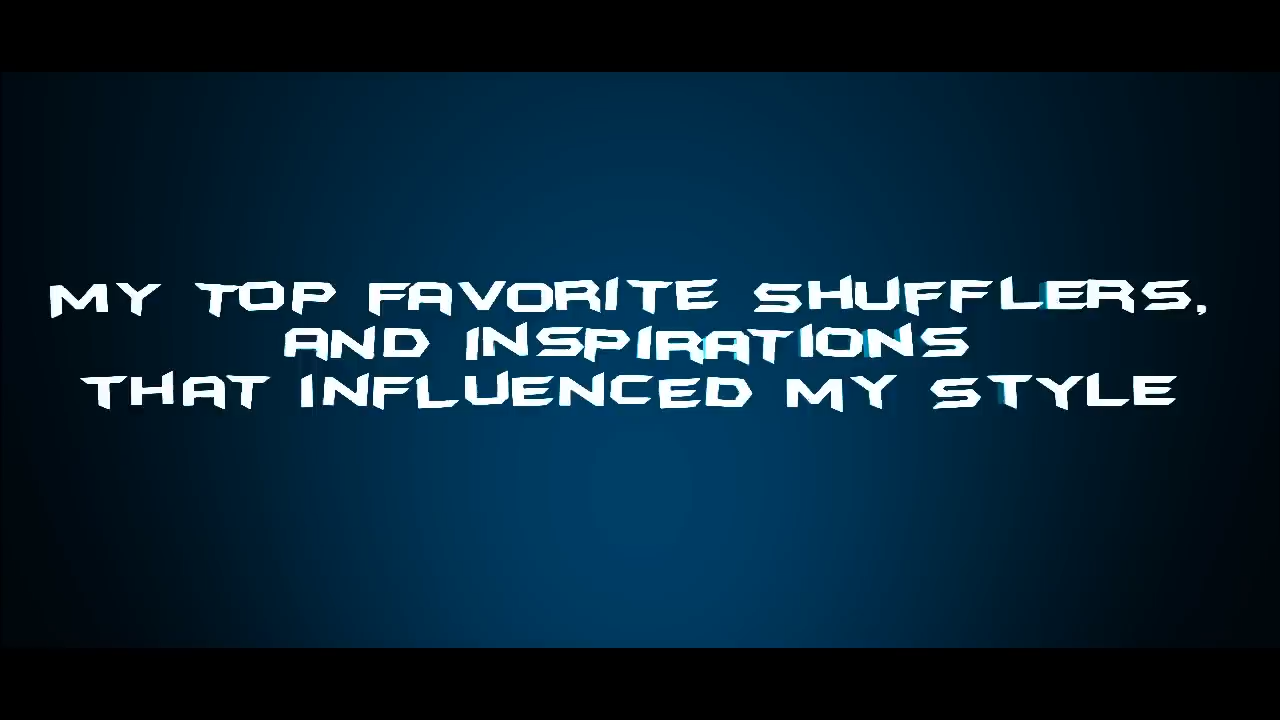 MY TOP FAVORITE SHUFFLERS,
AND INSPIRATIONS
THAT INFLUENCED MY STYLE